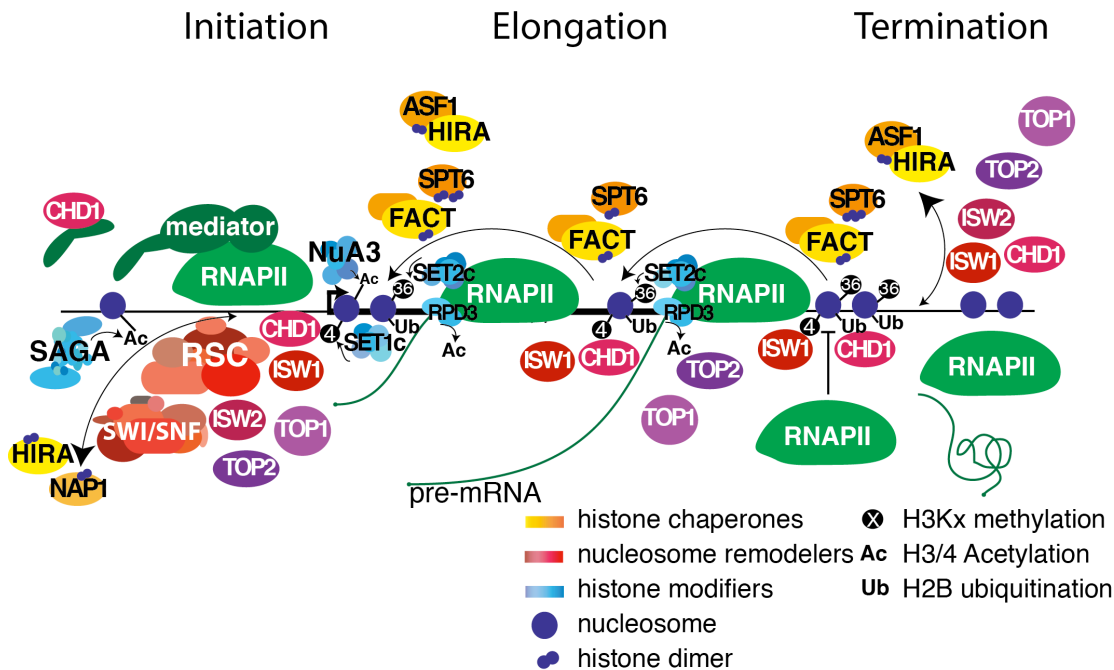 Initiation
Elongation
Termination
CHD1
mediator
RNAPII
SAGA
Ac
RSC
CHD1
ISW1
SWI/SNF
ISW2
TOP1
TOP2
HIRA
NAP1
NuA3
Ac
4
SET1c
36
Ub
ASF1
HIRA
SPT6
FACT
SET2c
RPD3
Ac
RNAPII
pre-mRNA
SPT6
FACT
ISW1
4
CHD1
36
Ub
SET2c
RPD3
Ac
RNAPII
TOP2
TOP1
SPT6
FACT
36
36
4
Ub
Ub
ISW1
CHD1
RNAPII
ASF1
HIRA
TOP1
TOP2
ISW2
ISW1
CHD1
RNAPII
histone chaperones
nucleosome remodelers
histone modifiers
nucleosome
histone dimer
X H3Kx methylation
Ac H3/4 Acetylation
Ub H2B ubiquitination